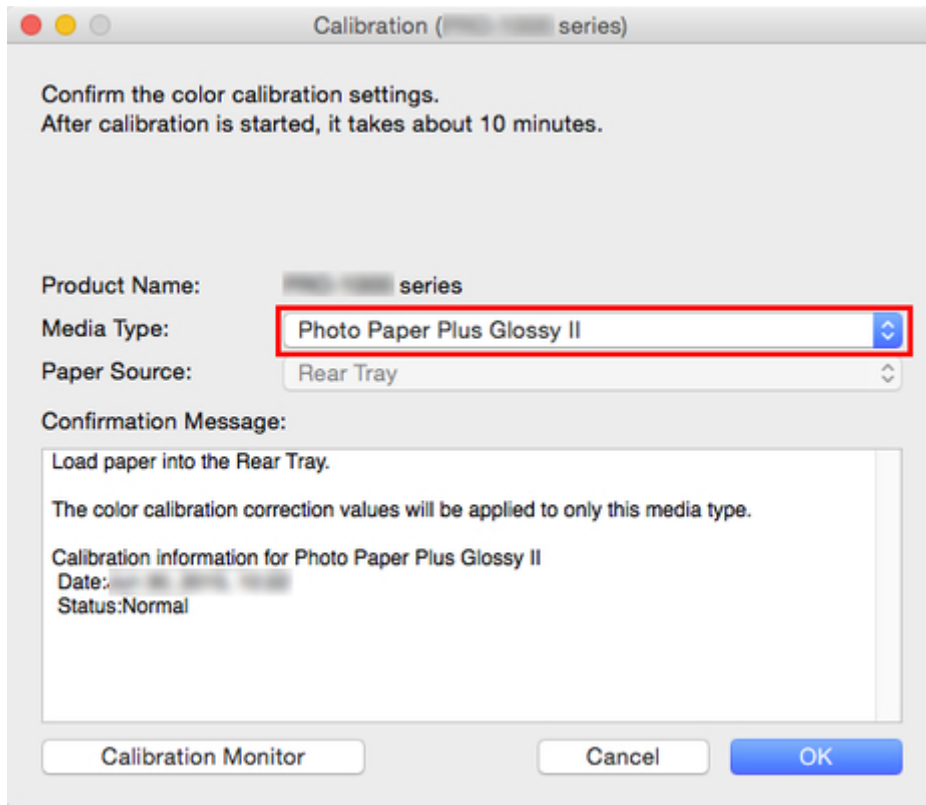 Calibration ( series)
Confirm the color calibration settings.
After calibration is started, it takes about 10 minutes.
Product Name: series
Media Type: Photo Paper Plus Glossy II
Paper Source: Rear Tray
Confirmation Message:
Load paper into the Rear Tray.
The color calibration correction values will be applied to only this media type.
Calibration information for Photo Paper Plus Glossy II
Date:
Status:Normal
Calibration Monitor Cancel OK